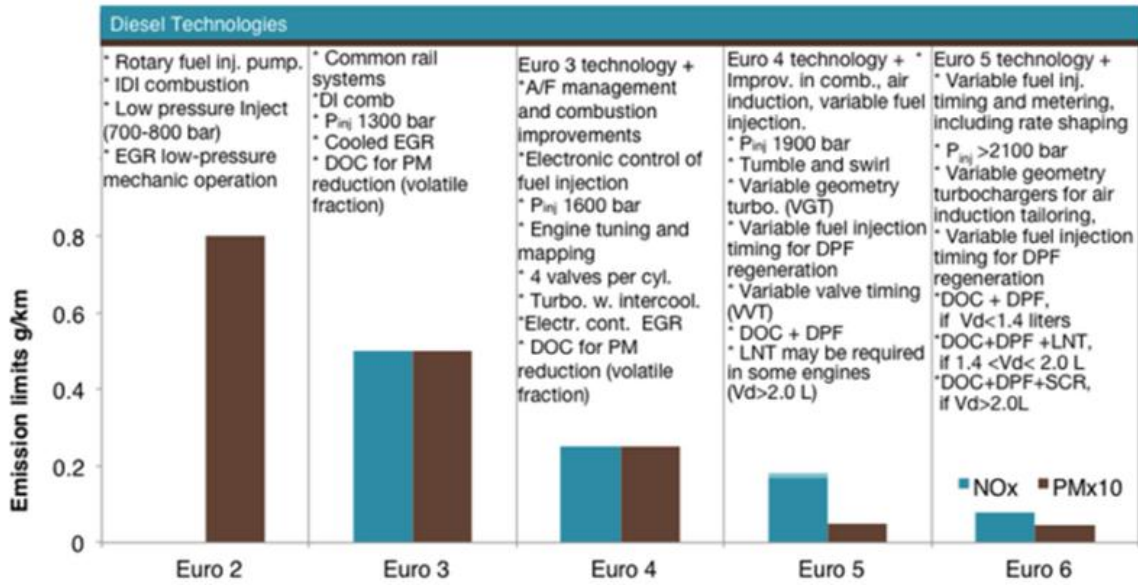 Diesel Technologies
* Rotary fuel inj. pump.
* IDI combustion
* Low pressure Inject
(700-800 bar)
* EGR low-pressure
mechanic operation
* Common rail
systems
*DI comb
* Pinj 1300 bar
* Cooled EGR
* DOC for PM
reduction (volatile
fraction)
Euro 3 technology +
*A/F management
and combustion
improvements
*Electronic control of
fuel injection
* Pinj 1600 bar
* Engine tuning and
mapping
* 4 valves per cyl.
* Turbo. w. intercool.
*Electr. cont. EGR
* DOC for PM
reduction (volatile
fraction)
Euro 4 technology + *
Improv. in comb., air
induction, variable fuel
injection.
* Pinj 1900 bar
* Tumble and swirl
* Variable geometry
turbo. (VGT)
* Variable fuel injection
timing for DPF
regeneration
* Variable valve timing
(VVT)
* DOC + DPF
* LNT may be required
in some engines
(Vd>2.0 L)
Euro 5 technology +
* Variable fuel inj.
timing and metering,
including rate shaping
* Pinj >2100 bar
* Variable geometry
turbochargers for air
induction tailoring,
* Variable fuel injection
timing for DPF
regeneration
*DOC + DPF,
if Vd<1.4 liters
*DOC+DPF +LNT,
if 1.4 <Vd< 2.0 L
*DOC+DPF+SCR,
if Vd>2.0L
Emission limits g/km
0.8
0.6
0.4
0.2
0
NOx PMx10
Euro 2 Euro 3 Euro 4 Euro 5 Euro 6